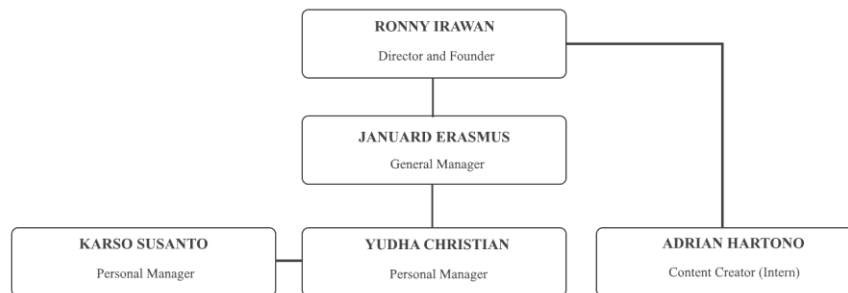 RONNY IRAWAN
Director and Founder
JANUARD ERASMUS
General Manager
KARSO SUSANTO
Personal Manager
YUDHA CHRISTIAN
Personal Manager
ADRIAN HARTONO
Content Creator (Intern)